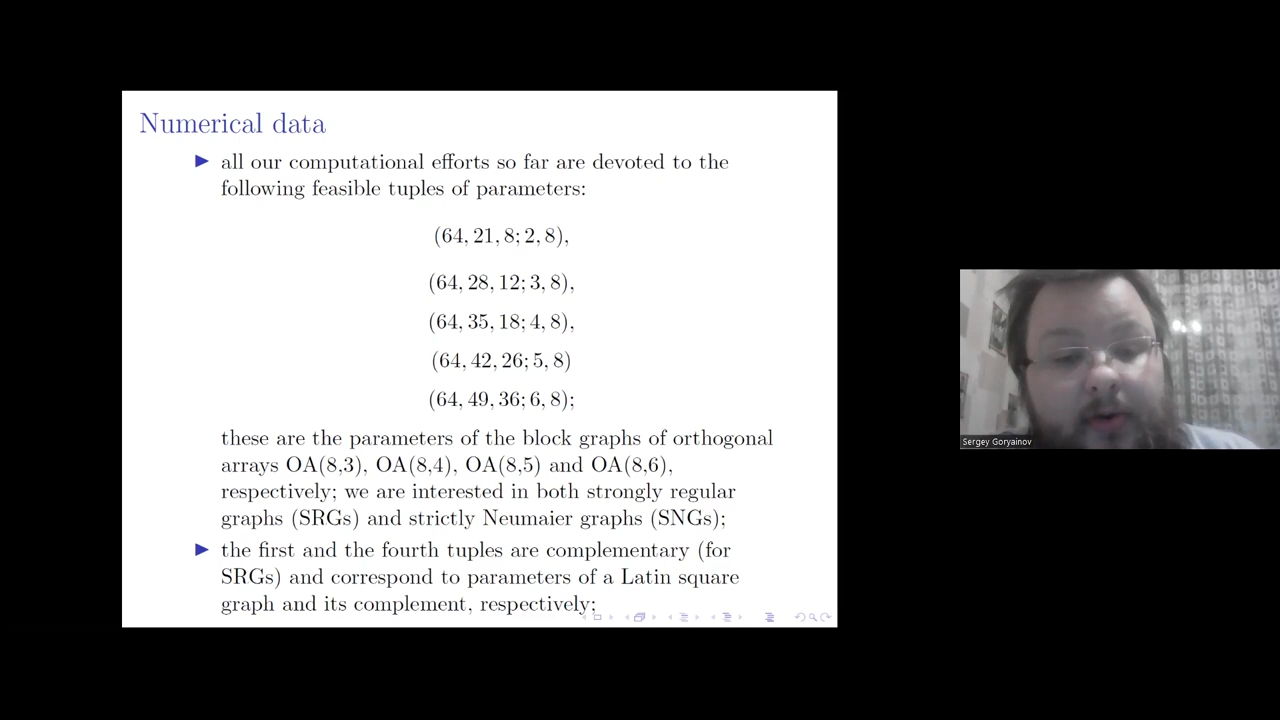 Numerical data
▶ all our computational efforts so far are devoted to the
following feasible tuples of parameters:
(64, 21, 8; 2, 8),
(64, 28, 12; 3, 8),
(64, 35, 18; 4, 8),
(64, 42, 26; 5, 8)
(64, 49, 36; 6, 8);
these are the parameters of the block graphs of orthogonal
arrays OA(8,3), OA(8,4), OA(8,5) and OA(8,6),
respectively; we are interested in both strongly regular
graphs (SRGs) and strictly Neumaier graphs (SNGs);
▶ the first and the fourth tuples are complementary (for
SRGs) and correspond to parameters of a Latin square
graph and its complement, respectively;
Sergey Goryainov